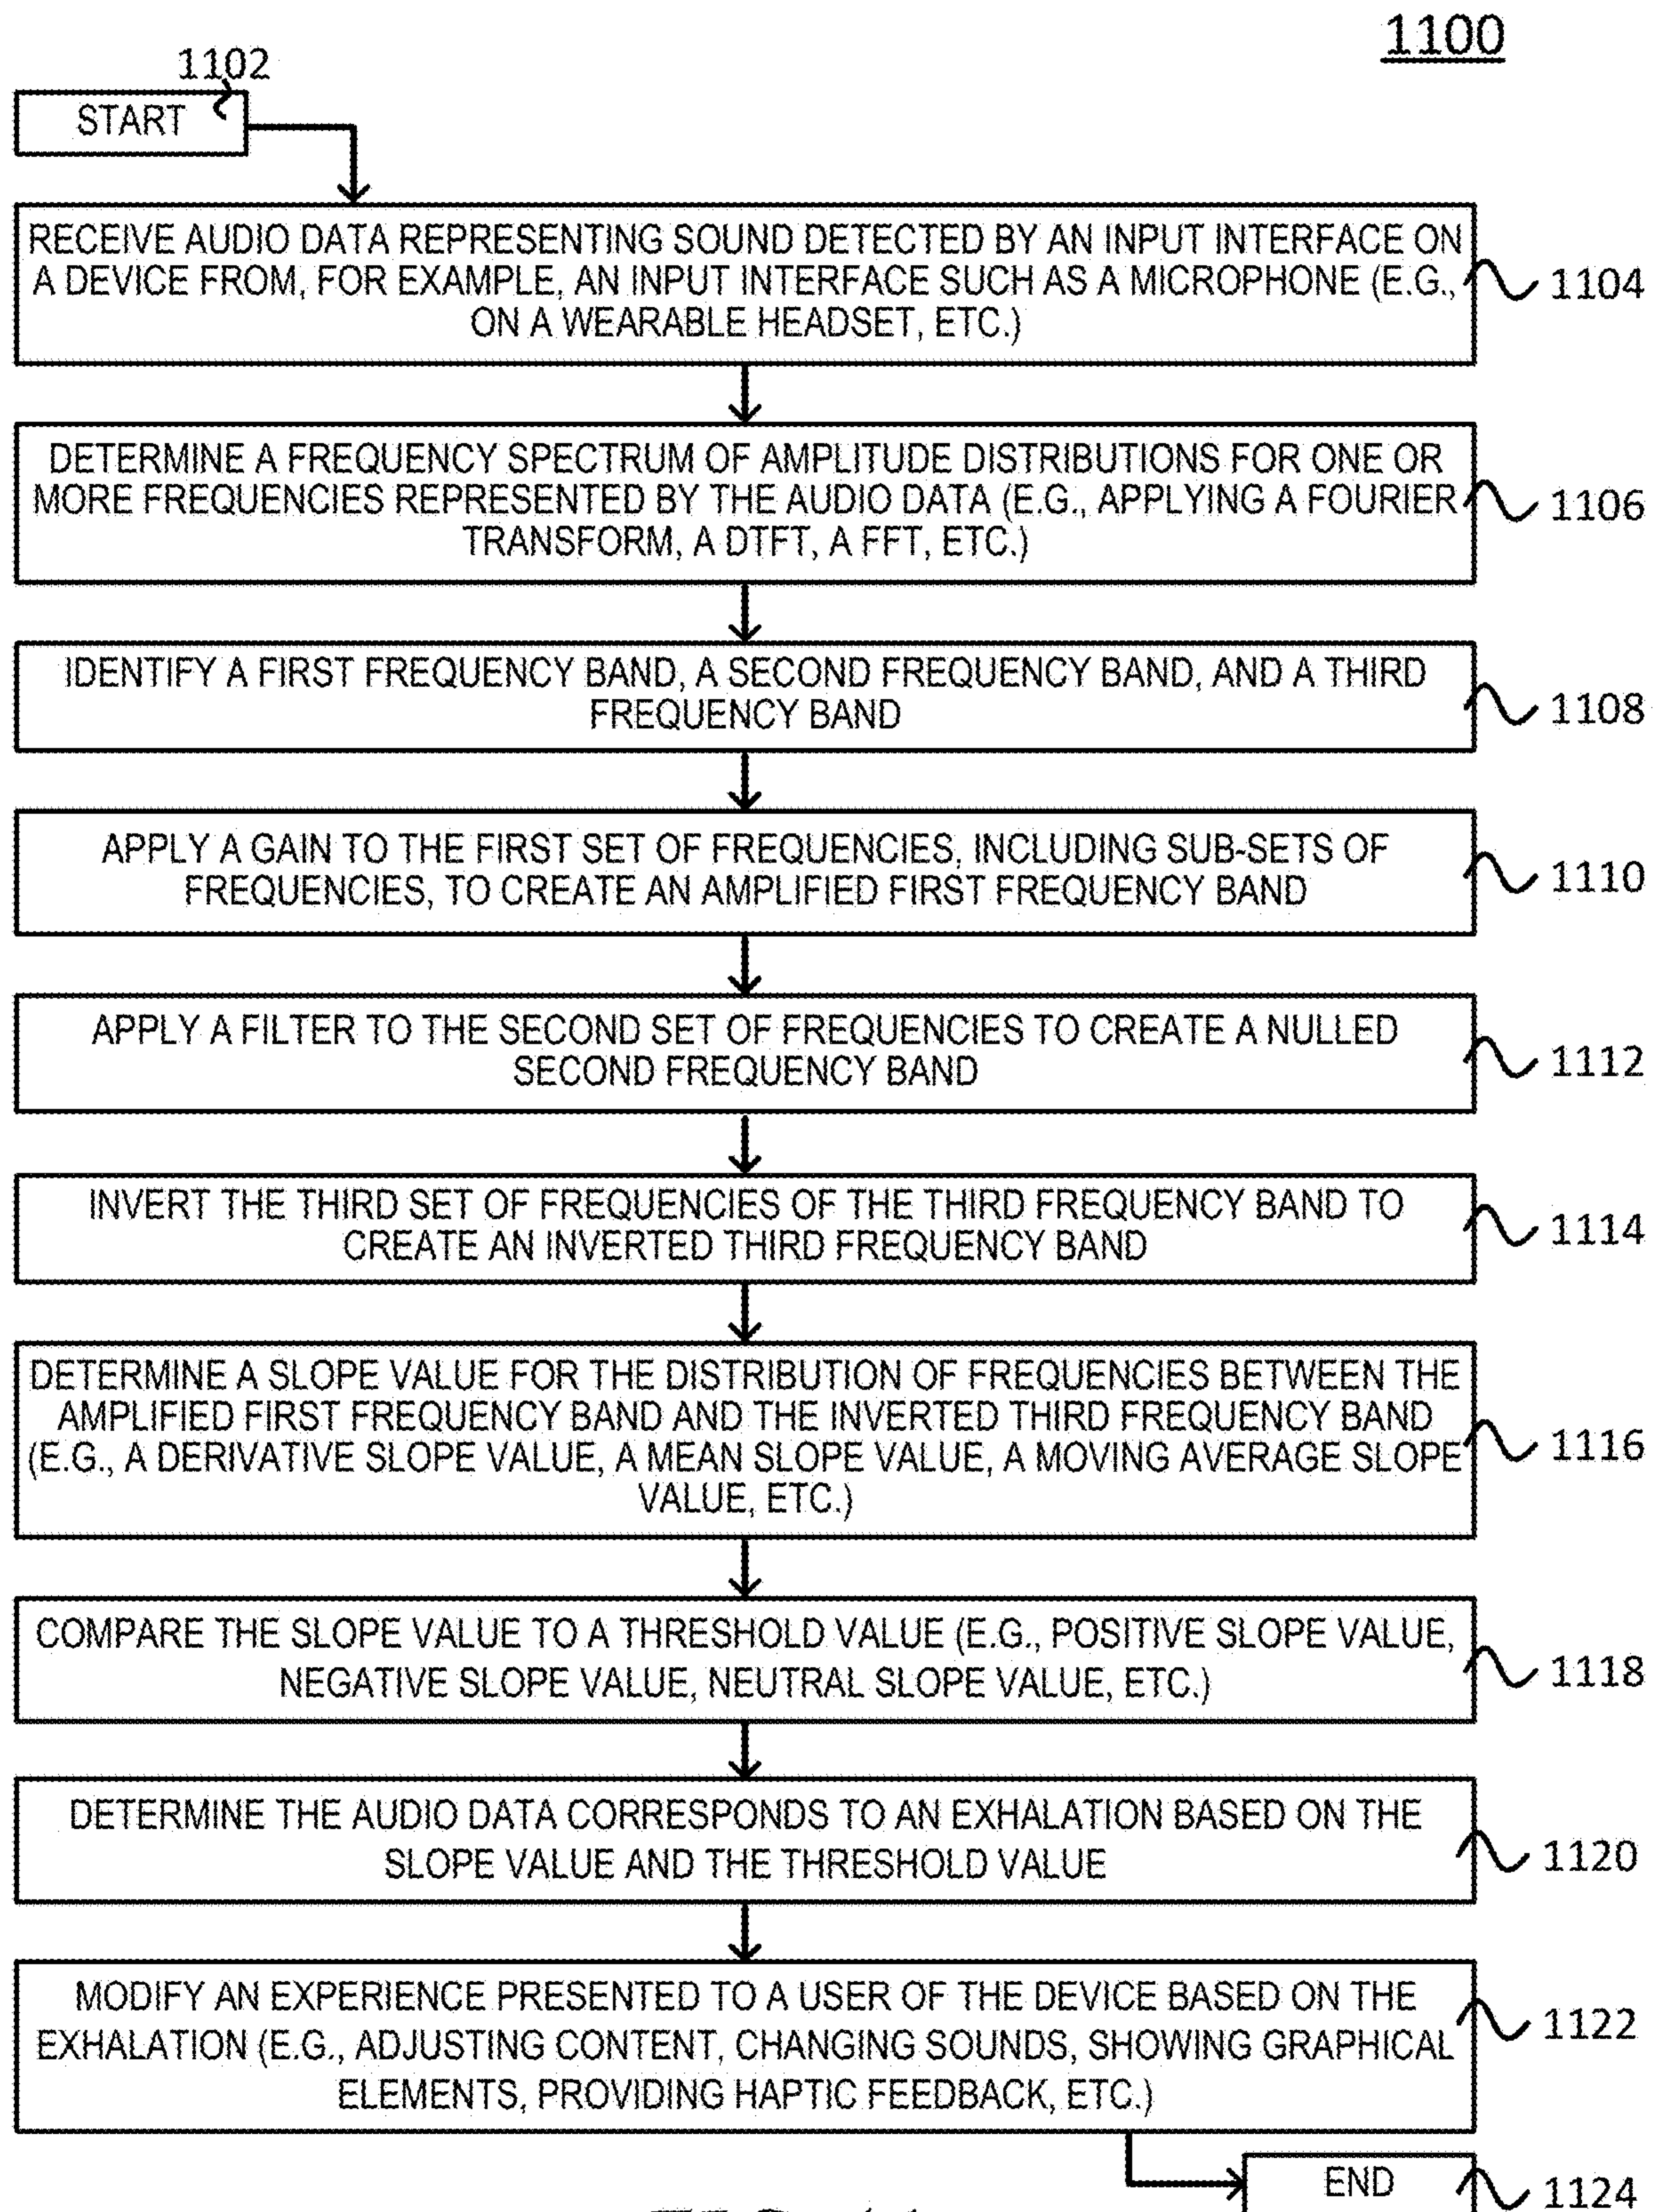 1100
1102
START
RECEIVE AUDIO DATA REPRESENTING SOUND DETECTED BY AN INPUT INTERFACE ON
A DEVICE FROM, FOR EXAMPLE, AN INPUT INTERFACE SUCH AS A MICROPHONE (E.G.,
ON A WEARABLE HEADSET, ETC.)
1104
DETERMINE A FREQUENCY SPECTRUM OF AMPLITUDE DISTRIBUTIONS FOR ONE OR
MORE FREQUENCIES REPRESENTED BY THE AUDIO DATA (E.G., APPLYING A FOURIER
TRANSFORM, A DTFT, A FFT, ETC.)
1106
IDENTIFY A FIRST FREQUENCY BAND, A SECOND FREQUENCY BAND, AND A THIRD
FREQUENCY BAND
1108
APPLY A GAIN TO THE FIRST SET OF FREQUENCIES, INCLUDING SUB-SETS OF
FREQUENCIES, TO CREATE AN AMPLIFIED FIRST FREQUENCY BAND
1110
APPLY A FILTER TO THE SECOND SET OF FREQUENCIES TO CREATE A NULLED
SECOND FREQUENCY BAND
1112
INVERT THE THIRD SET OF FREQUENCIES OF THE THIRD FREQUENCY BAND TO
CREATE AN INVERTED THIRD FREQUENCY BAND
1114
DETERMINE A SLOPE VALUE FOR THE DISTRIBUTION OF FREQUENCIES BETWEEN THE
AMPLIFIED FIRST FREQUENCY BAND AND THE INVERTED THIRD FREQUENCY BAND
(E.G., A DERIVATIVE SLOPE VALUE, A MEAN SLOPE VALUE, A MOVING AVERAGE SLOPE
VALUE, ETC.)
1116
COMPARE THE SLOPE VALUE TO A THRESHOLD VALUE (E.G., POSITIVE SLOPE VALUE,
NEGATIVE SLOPE VALUE, NEUTRAL SLOPE VALUE, ETC.)
1118
DETERMINE THE AUDIO DATA CORRESPONDS TO AN EXHALATION BASED ON THE
SLOPE VALUE AND THE THRESHOLD VALUE
1120
MODIFY AN EXPERIENCE PRESENTED TO A USER OF THE DEVICE BASED ON THE
EXHALATION (E.G., ADJUSTING CONTENT, CHANGING SOUNDS, SHOWING GRAPHICAL
ELEMENTS, PROVIDING HAPTIC FEEDBACK, ETC.)
1122
END
1124